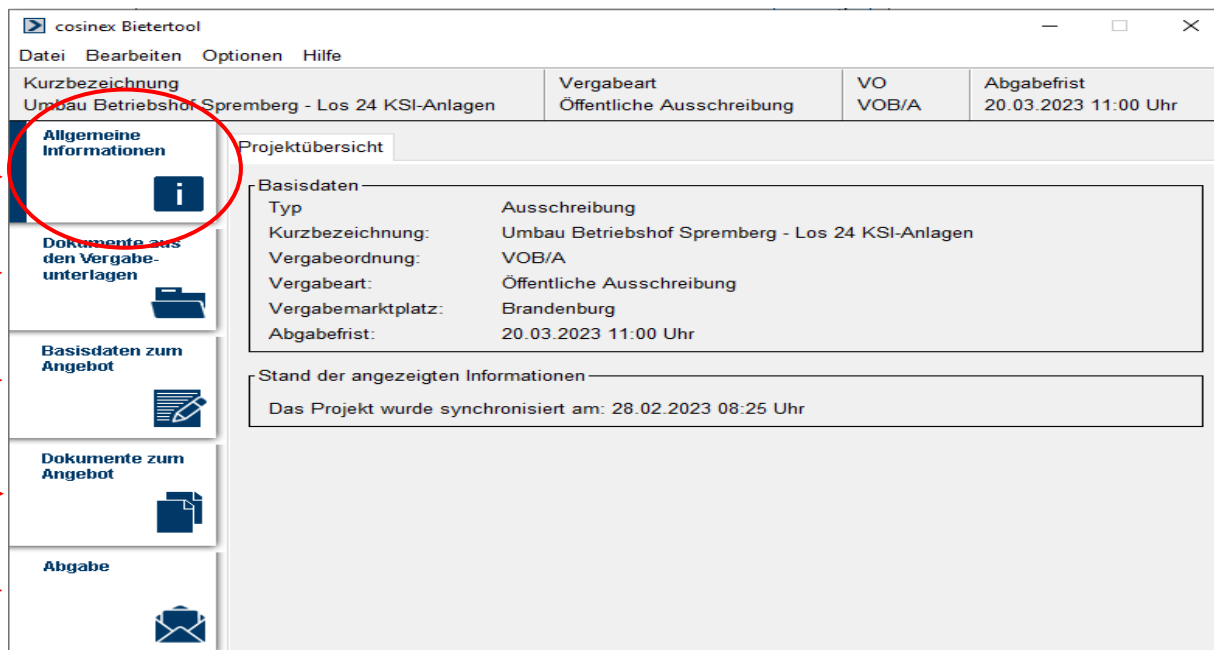 cosinex Bietertool
Datei Bearbeiten Optionen Hilfe
Kurzbezeichnung Vergabeart VO Abgabefrist
Umbau Betriebshof Spremberg - Los 24 KSI-Anlagen Öffentliche Ausschreibung VOB/A 20.03.2023 11:00 Uhr
Allgemeine
Informationen
i
Dokumente aus
den Vergabe-
unterlagen
Basisdaten zum
Angebot
Dokumente zum
Angebot
Abgabe
Projektübersicht
Basisdaten
Typ Ausschreibung
Kurzbezeichnung: Umbau Betriebshof Spremberg - Los 24 KSI-Anlagen
Vergabeordnung: VOB/A
Vergabeart: Öffentliche Ausschreibung
Vergabemarktplatz: Brandenburg
Abgabefrist: 20.03.2023 11:00 Uhr
Stand der angezeigten Informationen
Das Projekt wurde synchronisiert am: 28.02.2023 08:25 Uhr